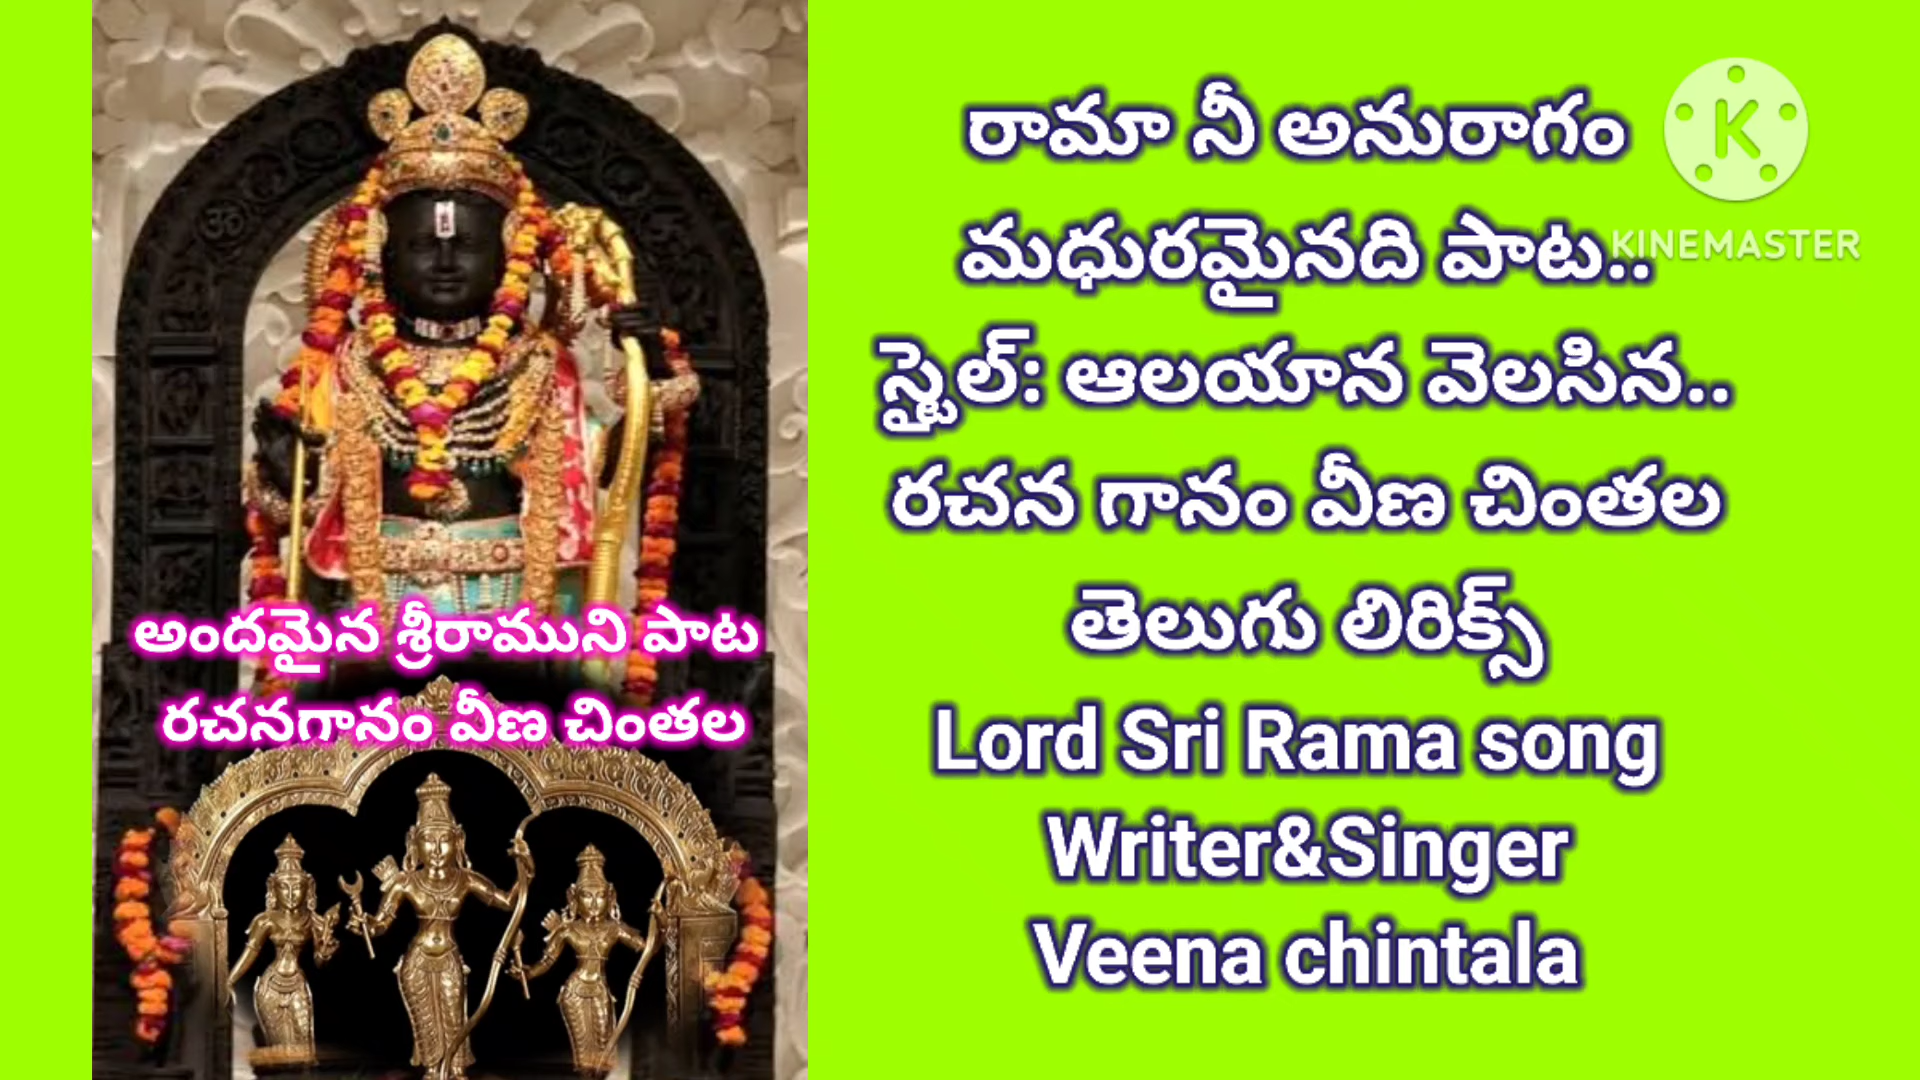 అందమైన శ్రీరాముని పాట
రచనగానం వీణ చింతల
రామా నీ అనురాగం
మధురమైనది పాట..
స్టైల్: ఆలయాన వెలసిన..
రచన గానం వీణ చింతల
తెలుగు లిరిక్స్
Lord Sri Rama song
Writer&Singer
Veena chintala
K
KINEMASTER